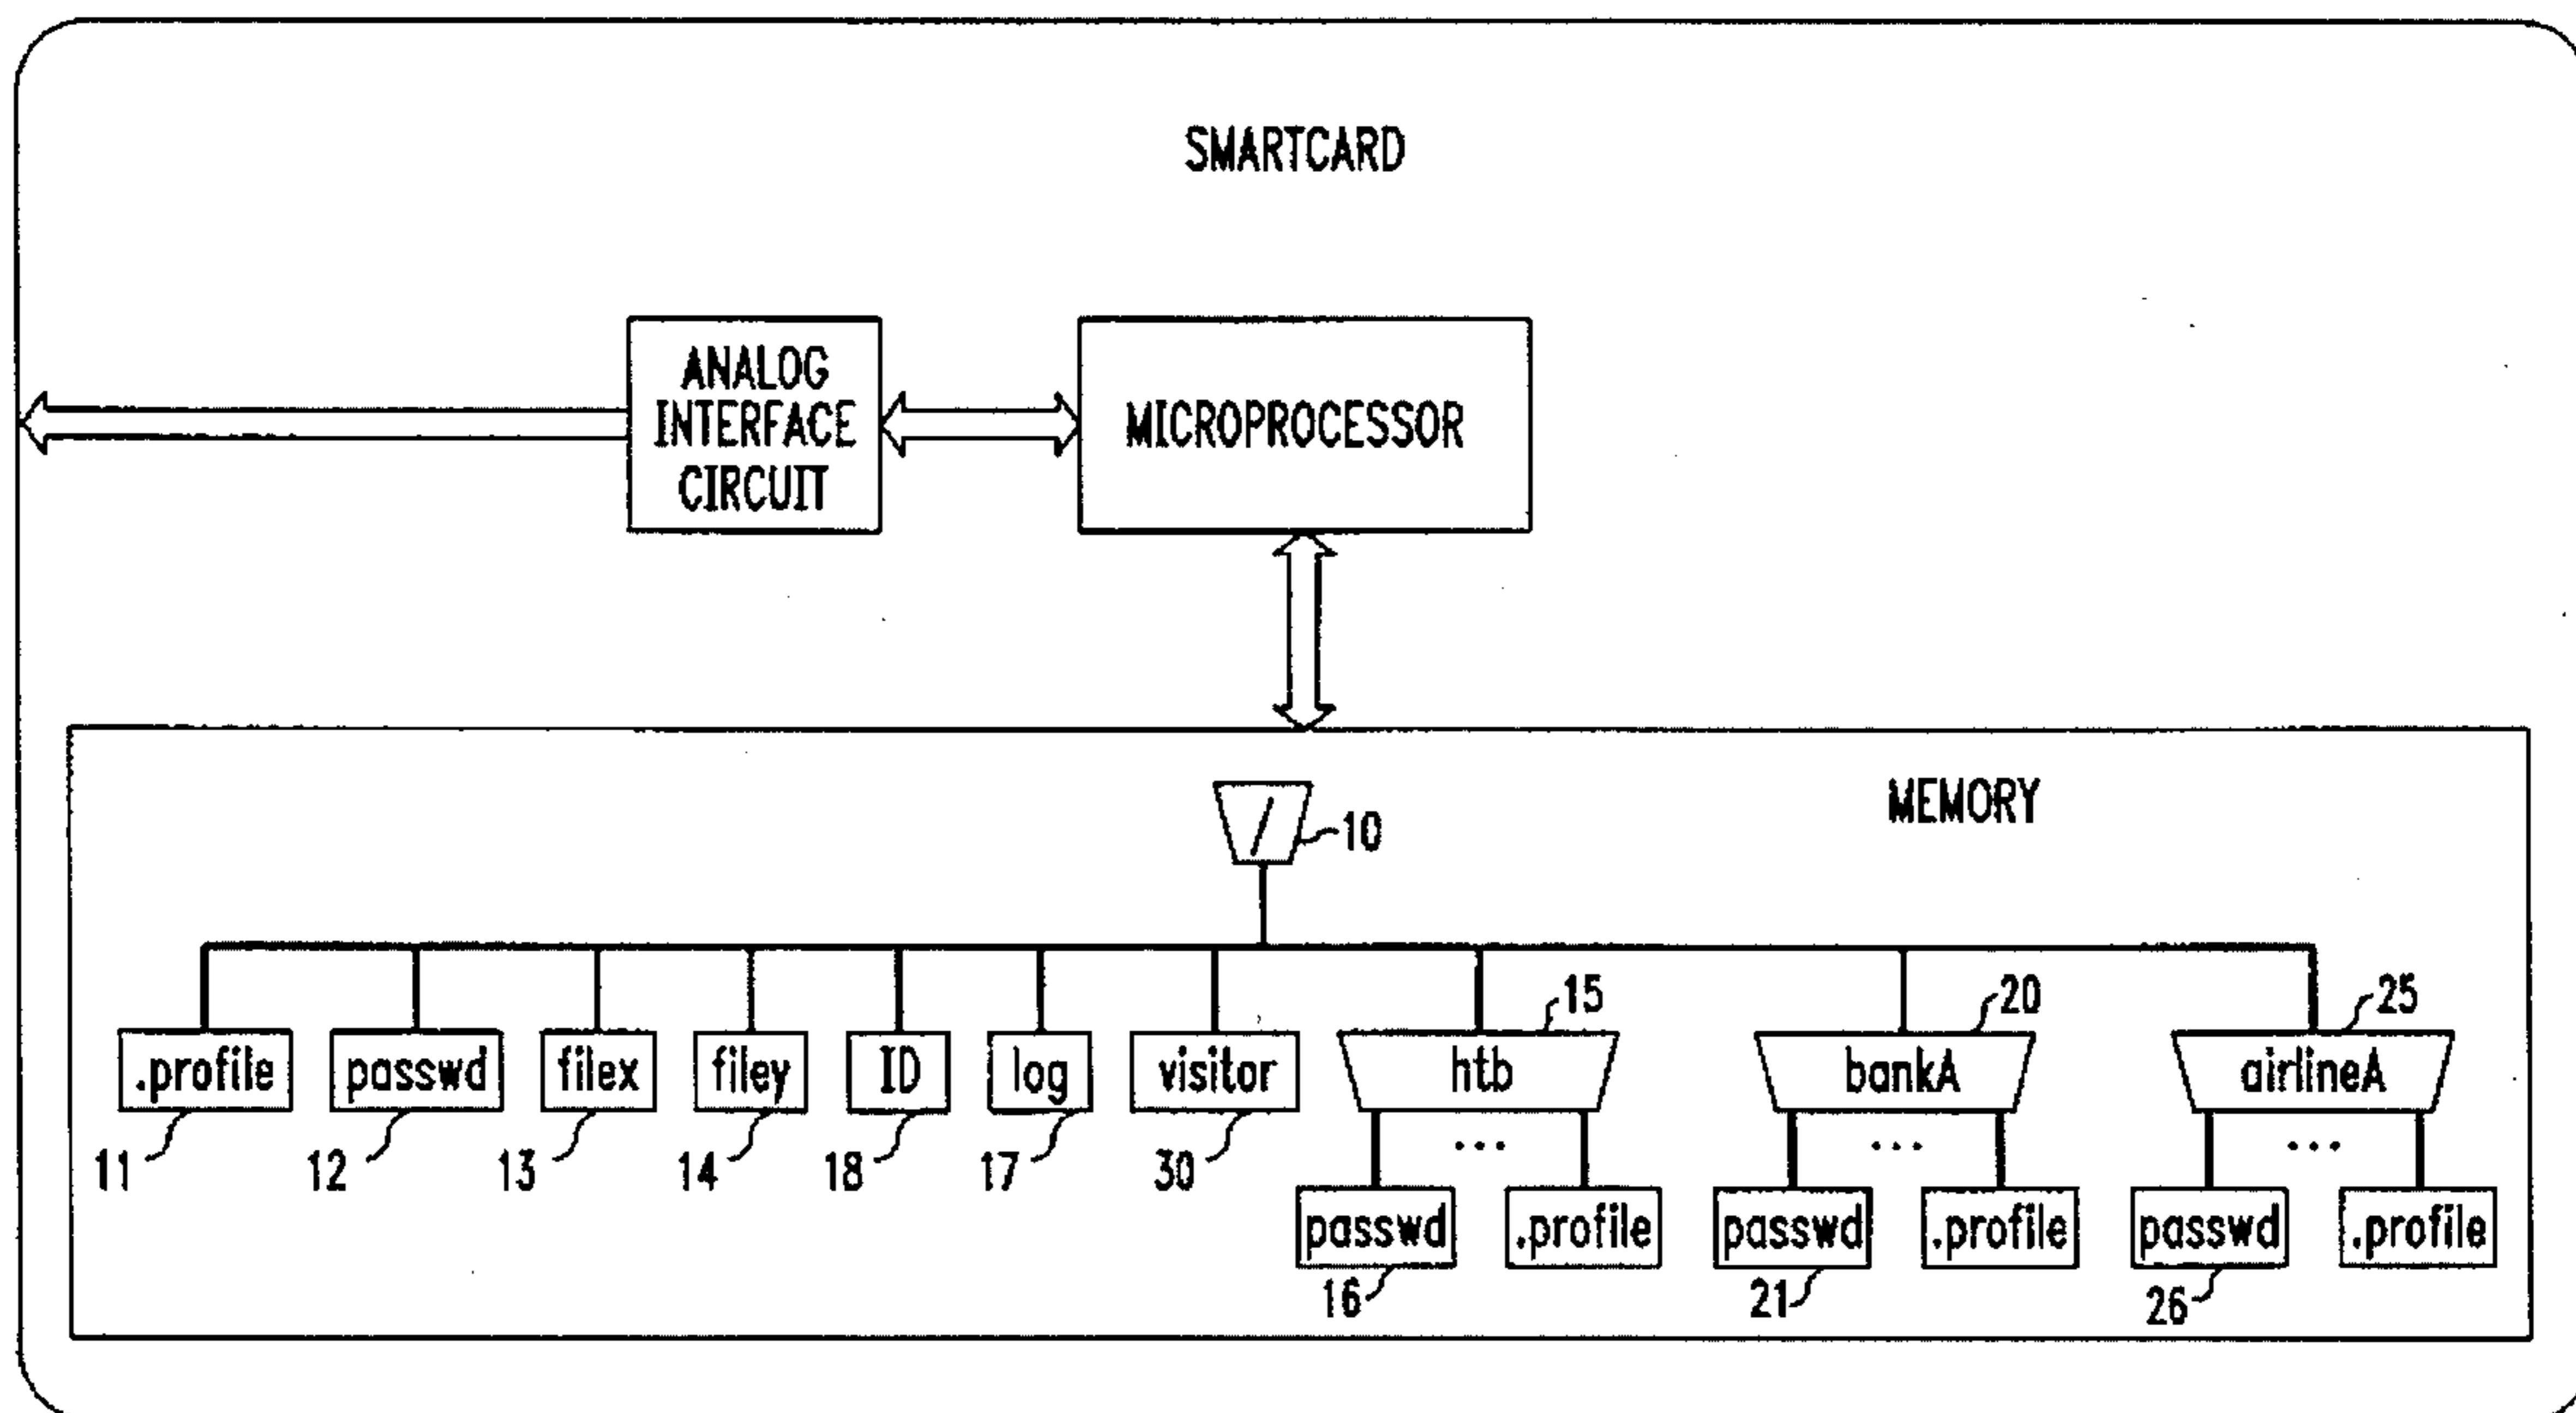 SMARTCARD
ANALOG
INTERFACE
CIRCUIT
MICROPROCESSOR
MEMORY
/
10
15
20
25
.profile
passwd
filex
filey
ID
log
visitor
htb
bankA
airlineA
11
12
13
14
18
17
30
...
...
...
passwd
.profile
passwd
.profile
passwd
.profile
16
21
26